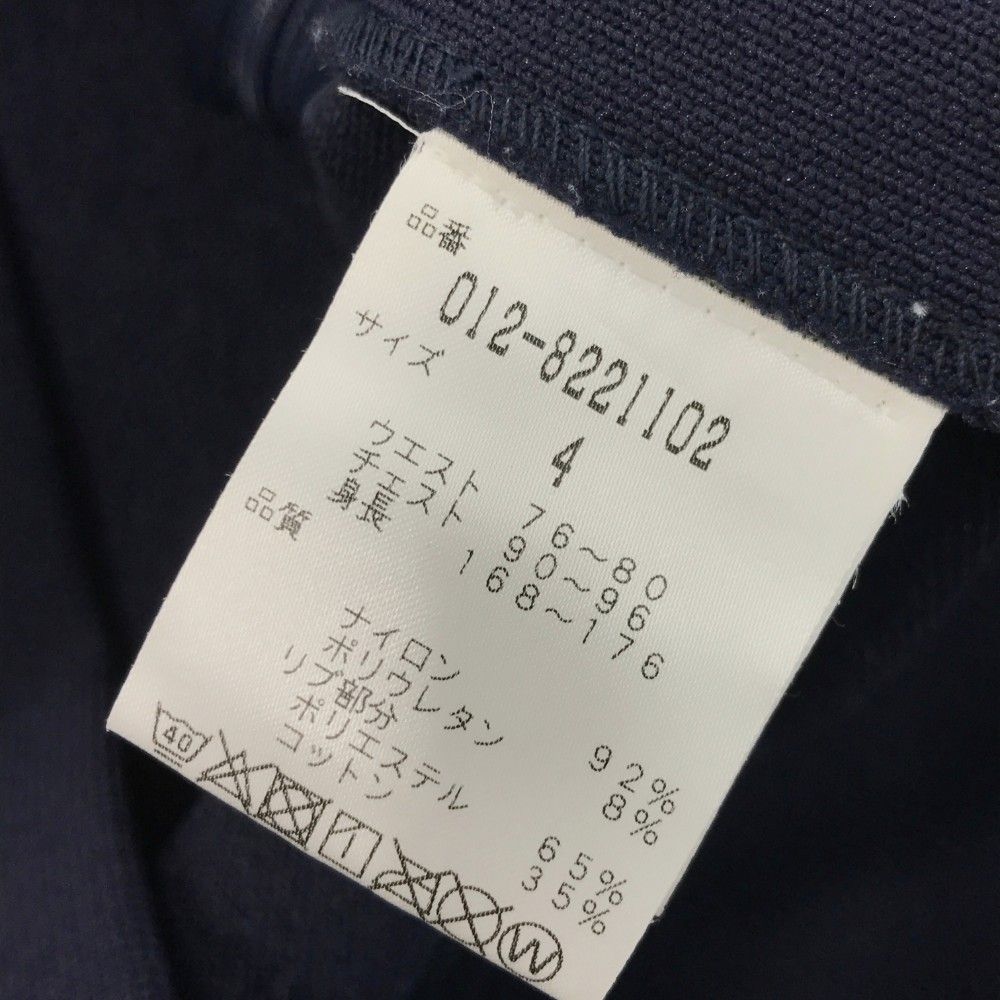 品番
012-8221102
サイズ
4
ウエスト 76~80
チエスト 90~96
身長 168~176
品質
ナイロン 92%
ポリウレタン 8%
リブ部分
ポリエステル 65%
コットン 35%
40
W